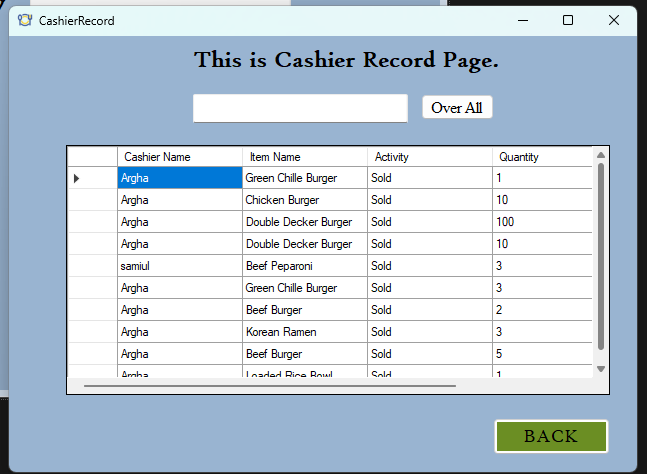 CashierRecord
This is Cashier Record Page.
Over All
Cashier Name Item Name Activity Quantity
Argha Green Chille Burger Sold 1
Argha Chicken Burger Sold 10
Argha Double Decker Burger Sold 100
Argha Double Decker Burger Sold 10
samiul Beef Peparoni Sold 3
Argha Green Chille Burger Sold 3
Argha Beef Burger Sold 2
Argha Korean Ramen Sold 3
Argha Beef Burger Sold 5
Argha Loaded Rice Bowl Sold 1
BACK